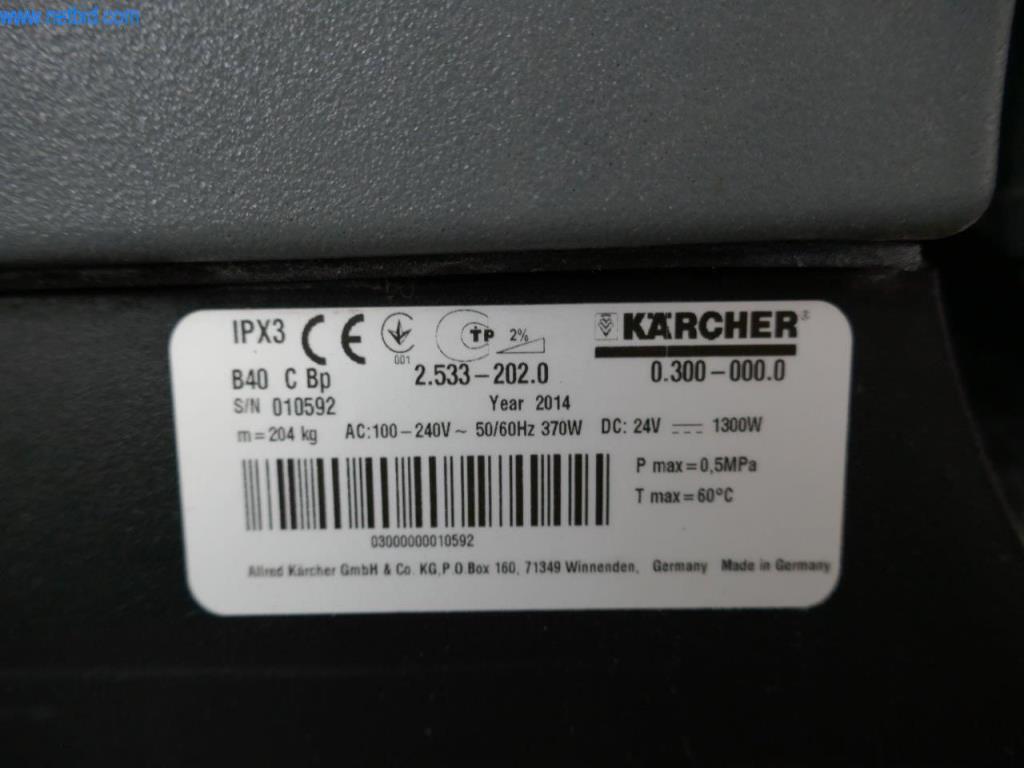 www.netbid.com
IPX3 CE 001 TP 2% KÄRCHER®
B40 C Bp 2.533-202.0 0.300-000.0
S/N 010592 Year 2014
m=204 kg AC:100-240V~ 50/60Hz 370W DC: 24V 1300W
P max=0,5MPa
T max=60°C
03000000010592
Alfred Kärcher GmbH & Co. KG,P.O.Box 160, 71349 Winnenden, Germany Made in Germany